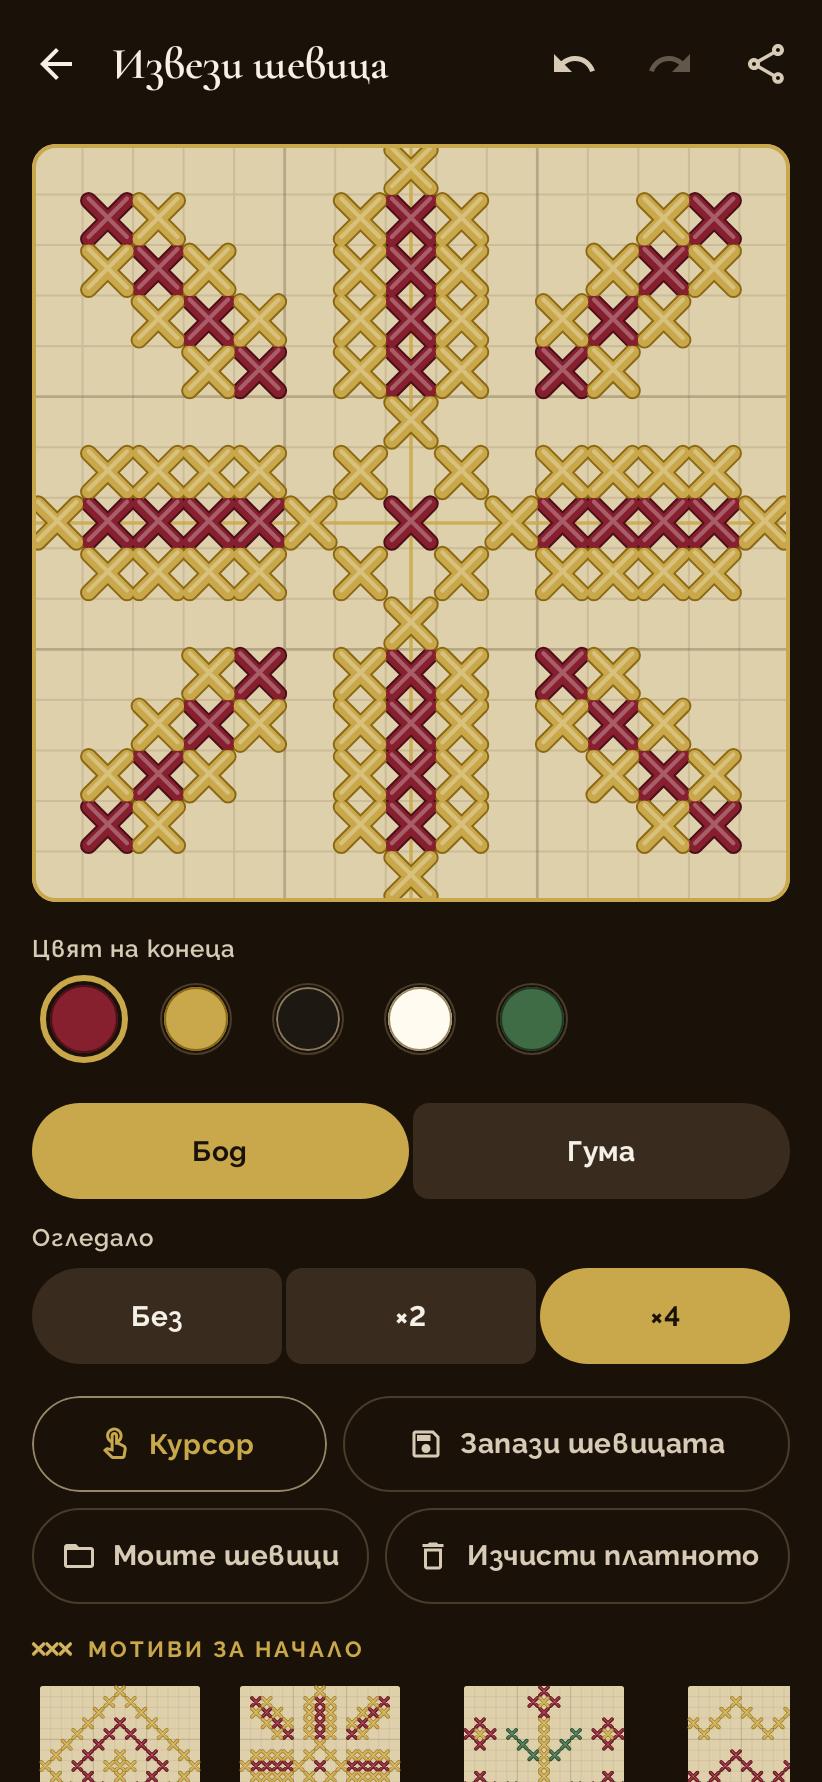 Извези шевица
Цвят на конеца
Бод
Гума
Огледало
Без
×2
×4
Курсор
Запази шевицата
Моите шевици
Изчисти платното
МОТИВИ ЗА НАЧАЛО